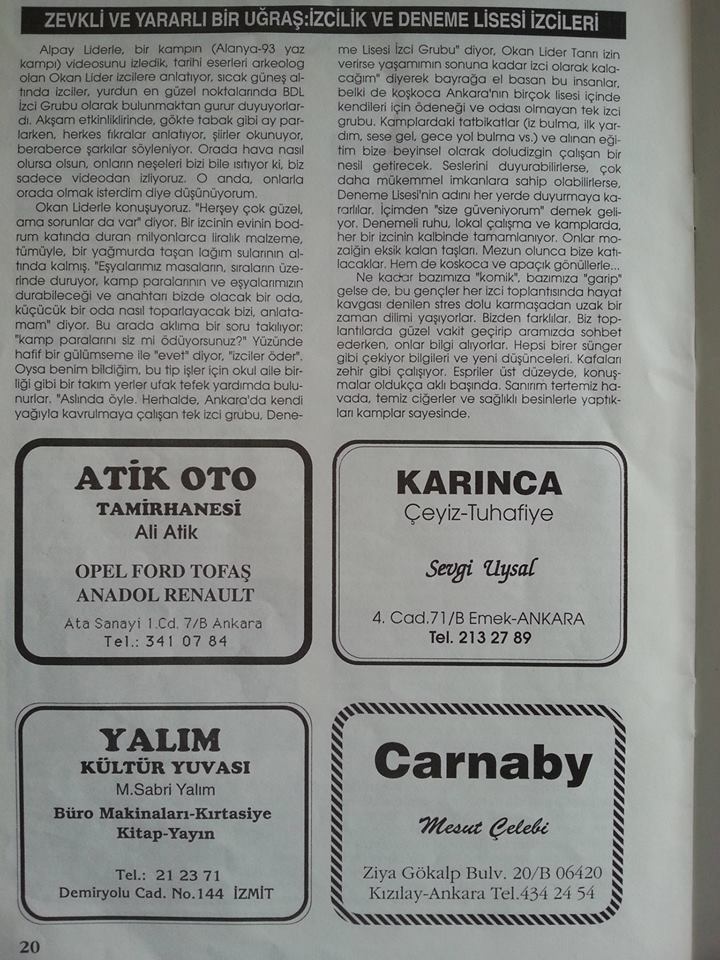 ZEVKLİ VE YARARLI BİR UĞRAŞ:İZCİLİK VE DENEME LİSESİ İZCİLERİ
Alpay Liderle, bir kampın (Alanya-93 yaz
kampı) videosunu izledik, tarihi eserleri arkeolog
olan Okan Lider izcilere anlatıyor, sıcak güneş al-
tında izciler, yurdun en güzel noktalarında BDL
İzci Grubu olarak bulunmaktan gurur duyuyorlar-
dı. Akşam etkinliklirinde, gökte tabak gibi ay par-
larken, herkes fıkralar anlatıyor, şiirler okunuyor,
beraberce şarkılar söyleniyor. Orada hava nasıl
olursa olsun, onların neşeleri bizi bile ısıtıyor ki, biz
sadece videodan izliyoruz. O anda, onlarla
orada olmak isterdim diye düşünüyorum.
Okan Liderle konuşuyoruz. "Herşey çok güzel,
ama sorunlar da var" diyor. Bir izcinin evinin bod-
rum katında duran milyonlarca liralık malzeme,
tümüyle, bir yağmurda taşan lağım sularının al-
tında kalmış. "Eşyalarımız masaların, sıraların üze-
rinde duruyor, kamp paralarının ve eşyalarımızın
durabileceği ve anahtarı bizde olacak bir oda,
küçücük bir oda nasıl toparlayacak bizi, anlata-
mam" diyor. Bu arada aklıma bir soru takılıyor:
"kamp paralarını siz mi ödüyorsunuz?" Yüzünde
hafif bir gülümseme ile "evet" diyor, "izciler öder".
Oysa benim bildiğim, bu tip işler için okul aile bir-
liği gibi bir takım yerler ufak tefek yardımda bulu-
nurlar. "Aslında öyle. Herhalde, Ankara'da kendi
yağıyla kavrulmaya çalışan tek izci grubu, Dene-
me Lisesi İzci Grubu" diyor, Okan Lider Tanrı izin
verirse yaşamımın sonuna kadar izci olarak kala-
cağım" diyerek bayrağa el basan bu insanlar,
belki de koşkoca Ankara'nın birçok lisesi içinde
kendileri için ödeneği ve odası olmayan tek izci
grubu. Kamplardaki tatbikatlar (iz bulma, ilk yar-
dım, sese gel, gece yol bulma vs.) ve alınan eği-
tim bize beyinsel olarak doludizgin çalışan bir
nesil getirecek. Seslerini duyurabilirlerse, çok
daha mükemmel imkanlara sahip olabilirlerse,
Deneme Lisesi'nin adını her yerde duyurmaya ka-
rarlılar. İçimden "size güveniyorum" demek geli-
yor. Denemeli ruhu, lokal çalışma ve kamplarda,
her bir izcinin kalbinde tamamlanıyor. Onlar mo-
zaiğin eksik kalan taşları. Mezun olunca bize katı-
lacaklar. Hem de koskoca ve apaçık gönüllerle...
Ne kadar bazımıza "komik", bazımıza "garip"
gelse de, bu gençler her izci toplantısında hayat
kavgası denilen stres dolu karmaşadan uzak bir
zaman dilimi yaşıyorlar. Bizden farklılar. Biz top-
lantılarda güzel vakit geçirip aramızda sohbet
ederken, onlar bilgi alıyorlar. Hepsi birer sünger
gibi çekiyor bilgileri ve yeni düşünceleri. Kafaları
zehir gibi çalışıyor. Espriler üst düzeyde, konuş-
malar oldukça aklı başında. Sanırım tertemiz ha-
vada, temiz ciğerler ve sağlıklı besinlerle yaptık-
ları kamplar sayesinde.
ATİK OTO
TAMİRHANESİ
Ali Atik
OPEL FORD TOFAŞ
ANADOL RENAULT
Ata Sanayi 1.Cd. 7/B Ankara
Tel.: 341 07 84
KARINCA
Çeyiz-Tuhafiye
Sevgi Uysal
4. Cad.71/B Emek-ANKARA
Tel. 213 27 89
YALIM
KÜLTÜR YUVASI
M.Sabri Yalım
Büro Makinaları-Kırtasiye
Kitap-Yayın
Tel.: 21 23 71
Demiryolu Cad. No.144 İZMİT
Carnaby
Mesut Çelebi
Ziya Gökalp Bulv. 20/B 06420
Kızılay-Ankara Tel.434 24 54
20